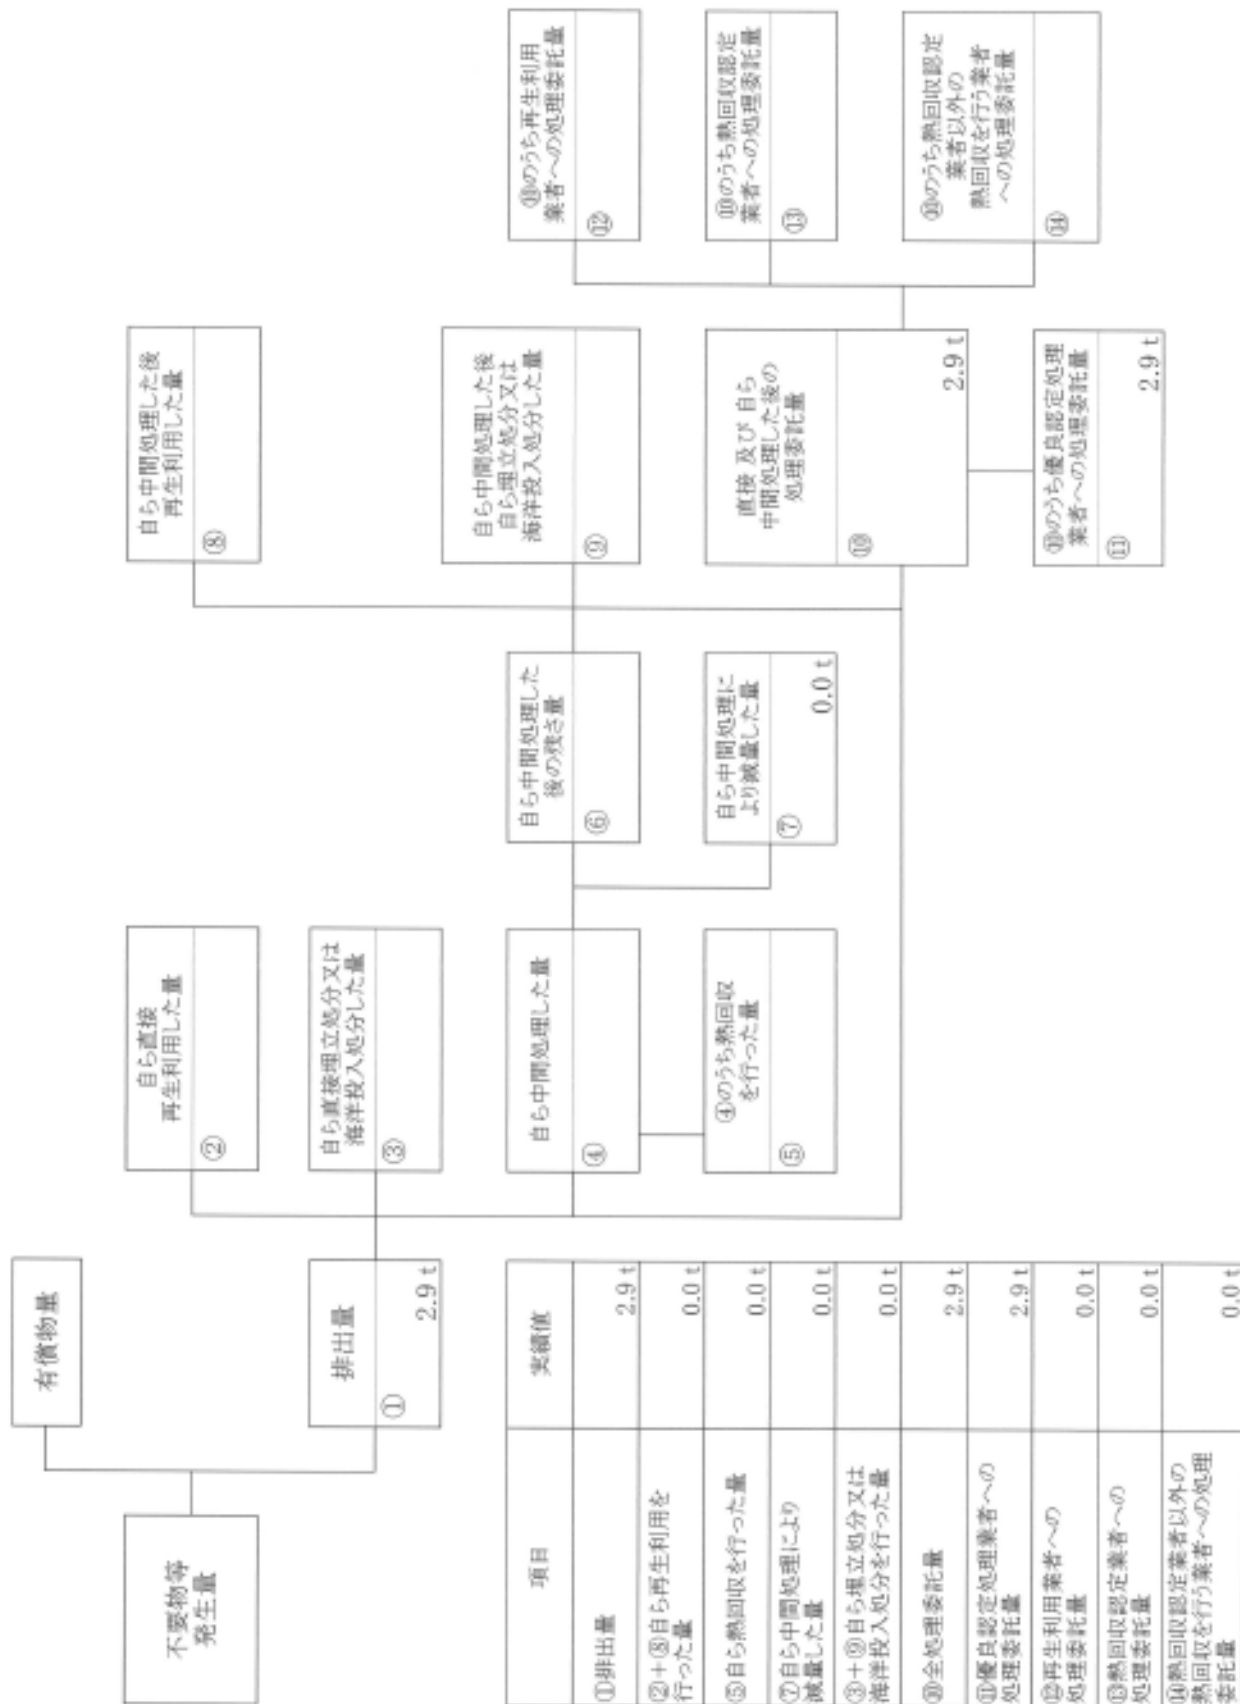 不要物等
発生量
有償物量
排出量
①
2.9 t
自ら直接
再生利用した量
②
自ら直接埋立処分又は
海洋投入処分した量
③
自ら中間処理した量
④
④のうち熱回収
を行った量
⑤
自ら中間処理した
後の残さ量
⑥
自ら中間処理に
より減量した量
⑦
0.0 t
自ら中間処理した後
再生利用した量
⑧
自ら中間処理した後
自ら埋立処分又は
海洋投入処分した量
⑨
直接 及び 自ら
中間処理した後の
処理委託量
⑩
2.9 t
⑩のうち優良認定処理
業者への処理委託量
⑪
2.9 t
⑩のうち再生利用
業者への処理委託量
⑫
⑩のうち熱回収認定
業者への処理委託量
⑬
⑩のうち熱回収認定
業者以外の
熱回収を行う業者
への処理委託量
⑭
項目 実績値
①排出量 2.9 t
②+⑧自ら再生利用を
行った量 0.0 t
⑤自ら熱回収を行った量 0.0 t
⑦自ら中間処理により
減量した量 0.0 t
③+⑨自ら埋立処分又は
海洋投入処分を行った量 0.0 t
⑩全処理委託量 2.9 t
⑪優良認定処理業者への
処理委託量 2.9 t
⑫再生利用業者への
処理委託量 0.0 t
⑬熱回収認定業者への
処理委託量 0.0 t
⑭熱回収認定業者以外の
熱回収を行う業者への処理
委託量 0.0 t